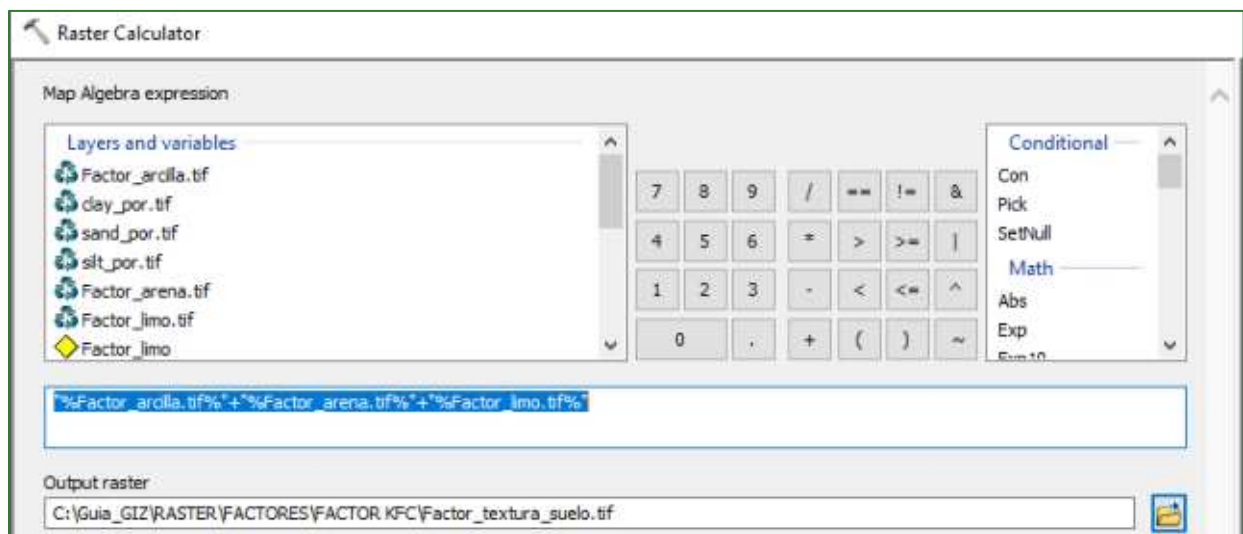 Raster Calculator
Map Algebra expression
Layers and variables
Factor_arcilla.tif
clay_por.tif
sand_por.tif
silt_por.tif
Factor_arena.tif
Factor_limo.tif
Factor_limo
7 8 9 / == != &
4 5 6 * > >= |
1 2 3 - < <= ^
0 . + ( ) ~
Conditional
Con
Pick
SetNull
Math
Abs
Exp
Exp10
"%Factor_arcilla.tif%"+"%Factor_arena.tif%"+"%Factor_limo.tif%"
Output raster
C:\Guia_GIZ\RASTER\FACTORES\FACTOR KFC\Factor_textura_suelo.tif